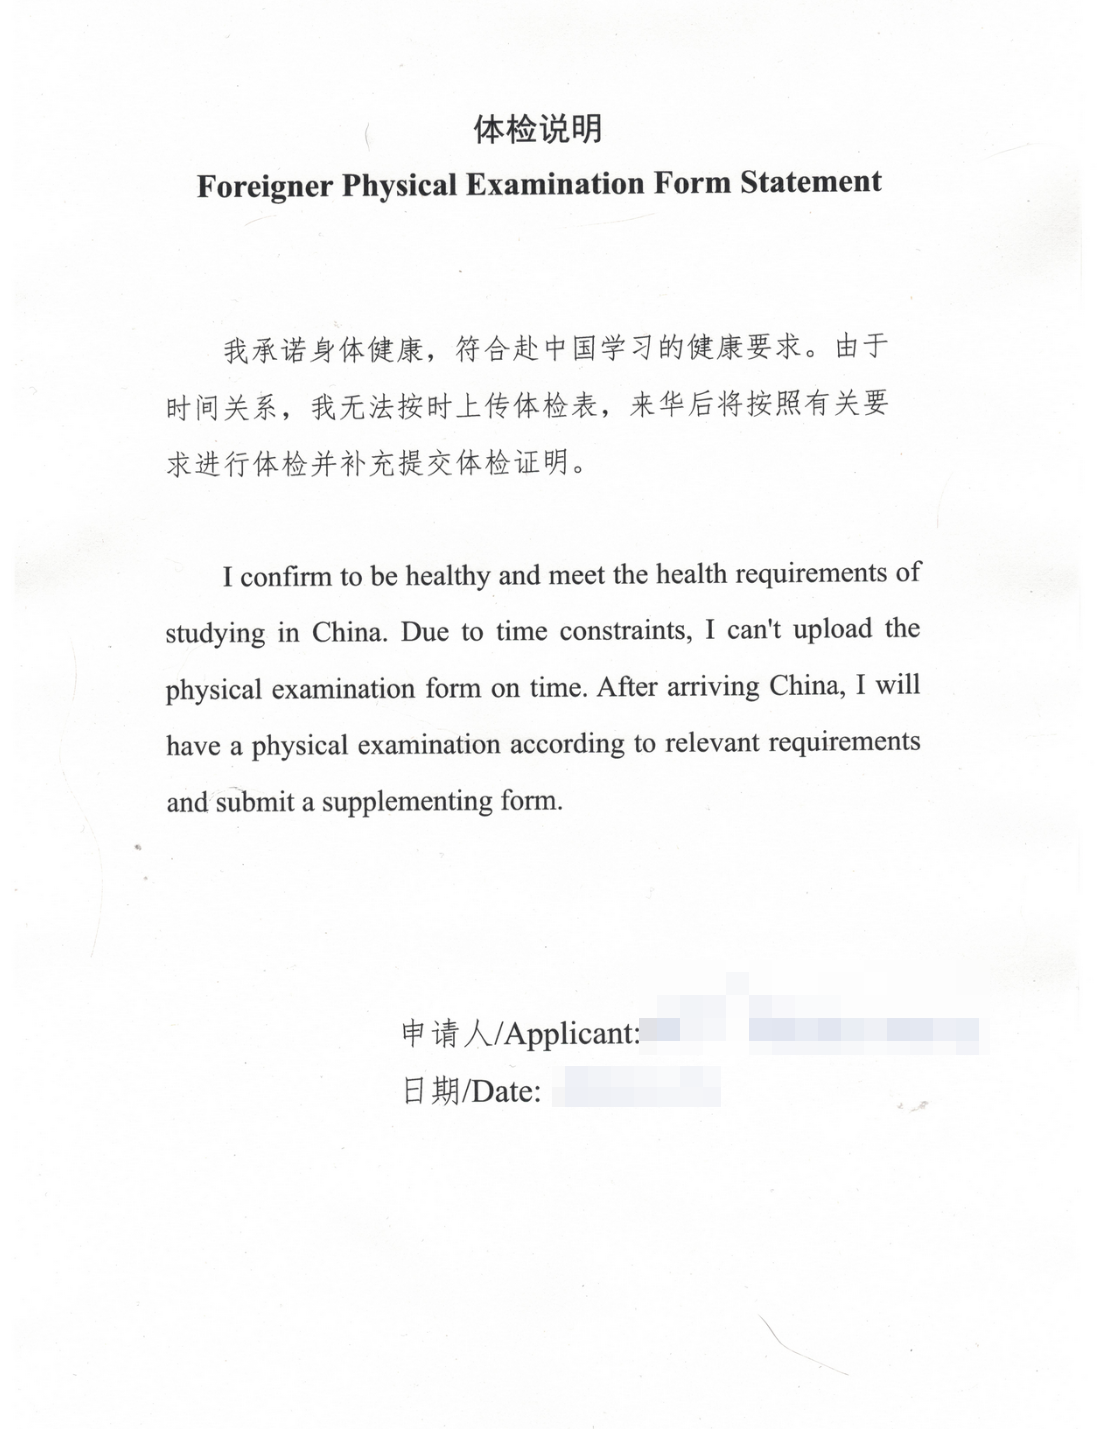 体检说明
Foreigner Physical Examination Form Statement
我承诺身体健康，符合赴中国学习的健康要求。由于
时间关系，我无法按时上传体检表，来华后将按照有关要
求进行体检并补充提交体检证明。
I confirm to be healthy and meet the health requirements of
studying in China. Due to time constraints, I can't upload the
physical examination form on time. After arriving China, I will
have a physical examination according to relevant requirements
and submit a supplementing form.
申请人/Applicant:
日期/Date: